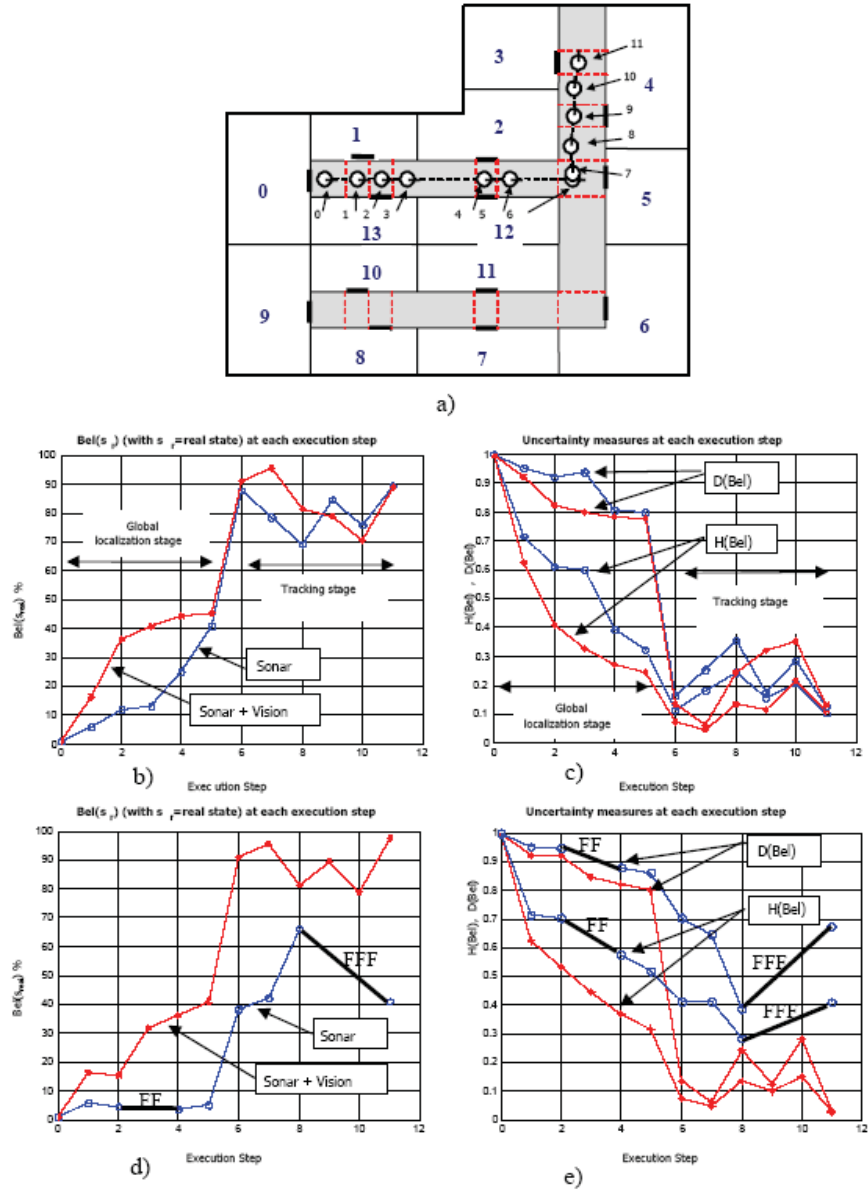 3
11
4
10
9
2
8
1
7
0
5
0
1
2
3
4
5
6
13
12
10
11
9
6
8
7
a)
Bel(s r) (with s r=real state) at each execution step
100
90
80
70
60
50
40
30
20
10
0
Bel(sreal) %
Global
localization stage
Tracking stage
Sonar
Sonar + Vision
0 2 4 6 8 10 12
b)
Execution Step
Uncertainty measures at each execution step
1
0.9
0.8
0.7
0.6
0.5
0.4
0.3
0.2
0.1
0
H(Bel) , D(Bel)
D(Bel)
H(Bel)
Tracking stage
Global
localization stage
0 2 4 6 8 10 12
c)
Execution Step
Bel(s r) (with s r=real state) at each execution step
100
90
80
70
60
50
40
30
20
10
0
Bel(sreal) %
FFF
Sonar
Sonar + Vision
FF
0 2 4 6 8 10 12
d)
Execution Step
Uncertainty measures at each execution step
1
0.9
0.8
0.7
0.6
0.5
0.4
0.3
0.2
0.1
0
H(Bel), D(Bel)
FF
D(Bel)
FF
H(Bel)
FFF
FFF
0 2 4 6 8 10 12
e)
Execution Step